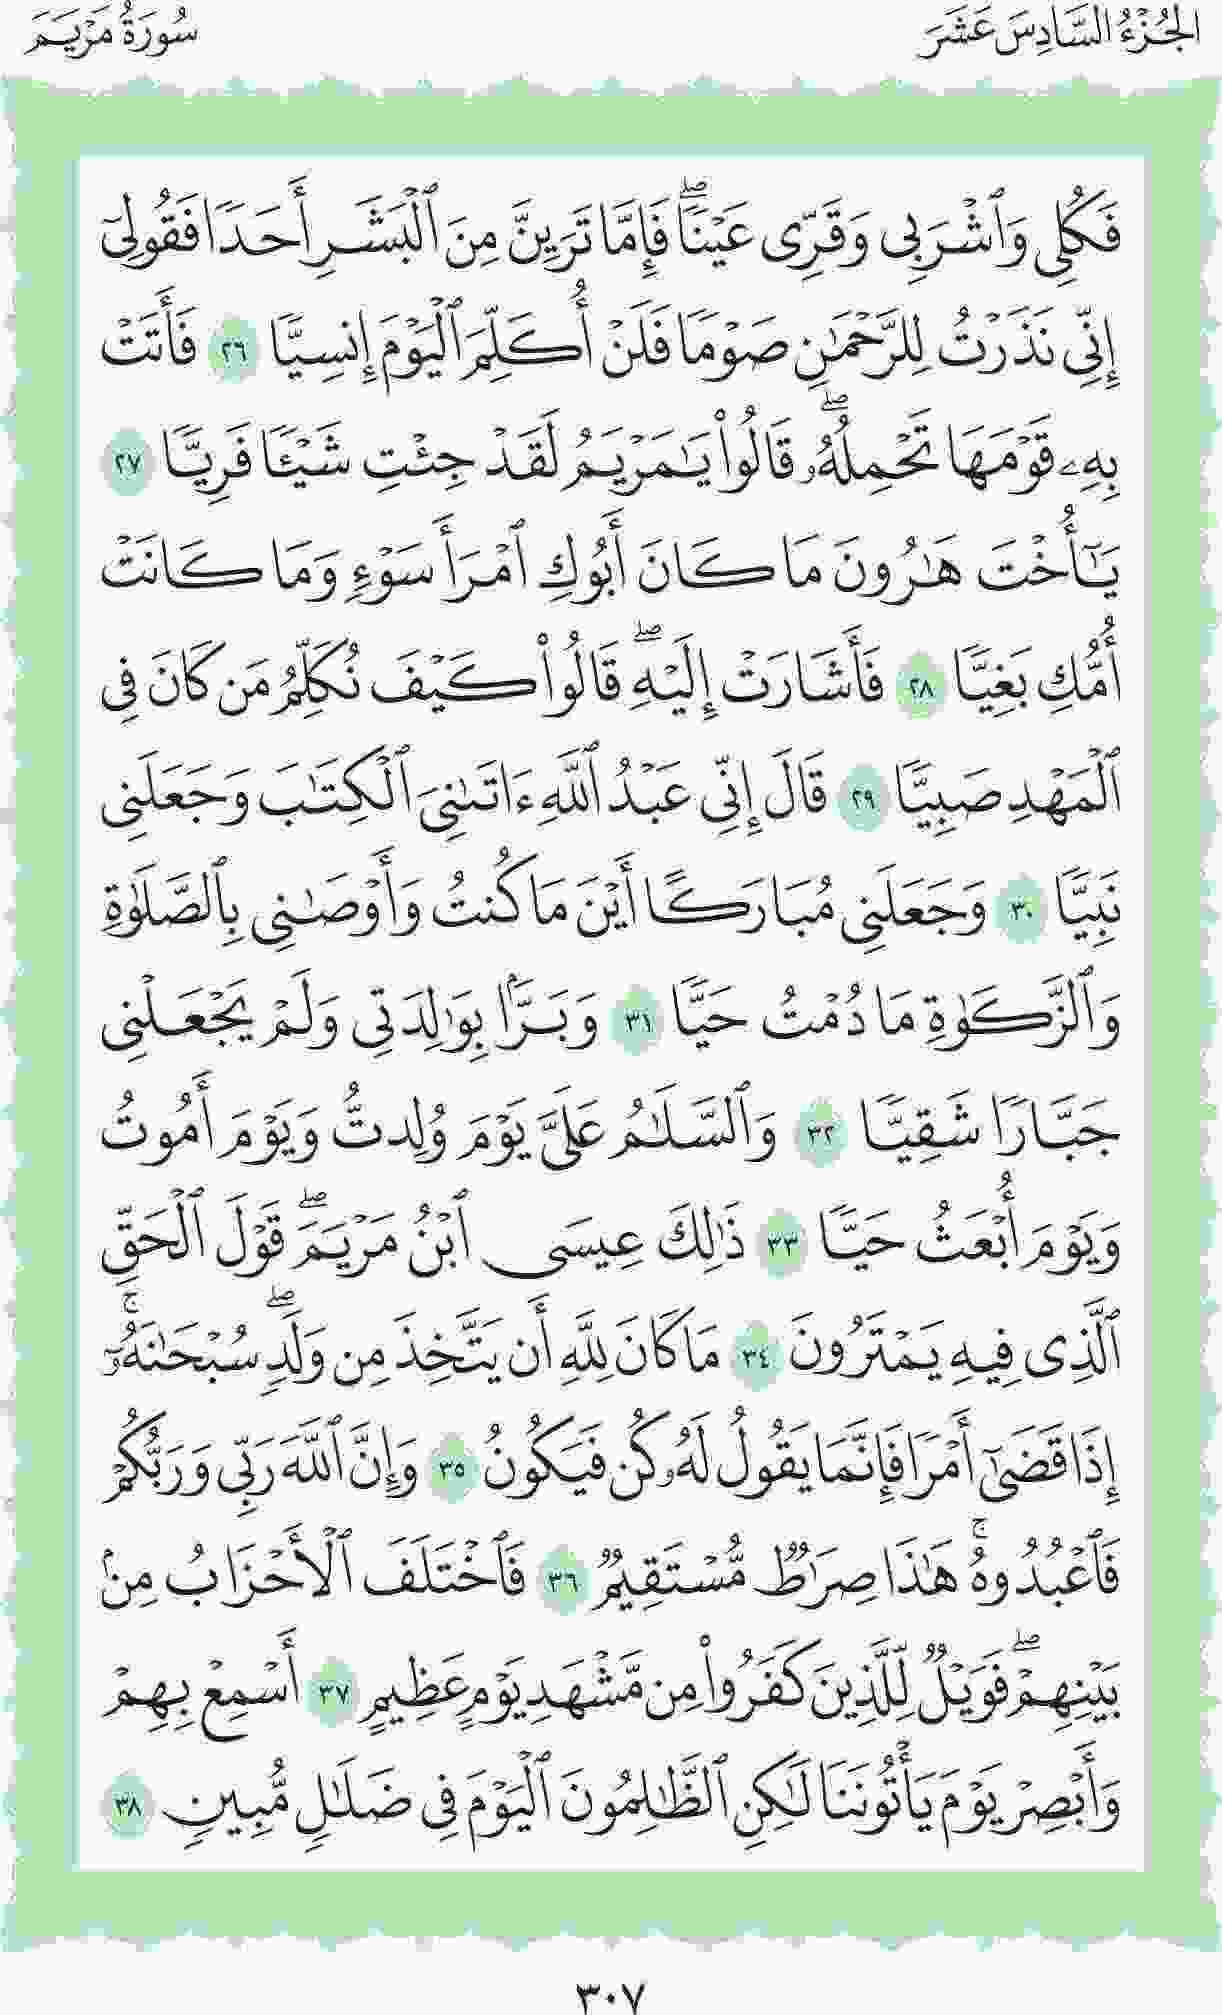 الجُزْءُ السَّادِسَ عَشَرَ
سُورَةُ مَرْيَمَ
فَكُلِى وَٱشْرَبِى وَقَرِّى عَيْنًاۖ فَإِمَّا تَرَيِنَّ مِنَ ٱلْبَشَرِ أَحَدًا فَقُولِىٓ
إِنِّى نَذَرْتُ لِلرَّحْمَٰنِ صَوْمًا فَلَنْ أُكَلِّمَ ٱلْيَوْمَ إِنسِيًّا ٢٦ فَأَتَتْ
بِهِۦ قَوْمَهَا تَحْمِلُهُۥۖ قَالُوا۟ يَٰمَرْيَمُ لَقَدْ جِئْتِ شَيْـًٔا فَرِيًّا ٢٧
يَٰٓأُخْتَ هَٰرُونَ مَا كَانَ أَبُوكِ ٱمْرَأَ سَوْءٍ وَمَا كَانَتْ
أُمُّكِ بَغِيًّا ٢٨ فَأَشَارَتْ إِلَيْهِۖ قَالُوا۟ كَيْفَ نُكَلِّمُ مَن كَانَ فِى
ٱلْمَهْدِ صَبِيًّا ٢٩ قَالَ إِنِّى عَبْدُ ٱللَّهِ ءَاتَىٰنِىَ ٱلْكِتَٰبَ وَجَعَلَنِى
نَبِيًّا ٣٠ وَجَعَلَنِى مُبَارَكًا أَيْنَ مَا كُنتُ وَأَوْصَٰنِى بِٱلصَّلَوٰةِ
وَٱلزَّكَوٰةِ مَا دُمْتُ حَيًّا ٣١ وَبَرًّۢا بِوَٰلِدَتِى وَلَمْ يَجْعَلْنِى
جَبَّارًا شَقِيًّا ٣٢ وَٱلسَّلَٰمُ عَلَىَّ يَوْمَ وُلِدتُّ وَيَوْمَ أَمُوتُ
وَيَوْمَ أُبْعَثُ حَيًّا ٣٣ ذَٰلِكَ عِيسَى ٱبْنُ مَرْيَمَۖ قَوْلَ ٱلْحَقِّ
ٱلَّذِى فِيهِ يَمْتَرُونَ ٣٤ مَا كَانَ لِلَّهِ أَن يَتَّخِذَ مِن وَلَدٍۖ سُبْحَٰنَهُۥٓۚ
إِذَا قَضَىٰٓ أَمْرًا فَإِنَّمَا يَقُولُ لَهُۥ كُن فَيَكُونُ ٣٥ وَإِنَّ ٱللَّهَ رَبِّى وَرَبُّكُمْ
فَٱعْبُدُوهُۚ هَٰذَا صِرَٰطٌ مُّسْتَقِيمٌ ٣٦ فَٱخْتَلَفَ ٱلْأَحْزَابُ مِنۢ
بَيْنِهِمْۖ فَوَيْلٌ لِّلَّذِينَ كَفَرُوا۟ مِن مَّشْهَدِ يَوْمٍ عَظِيمٍ ٣٧ أَسْمِعْ بِهِمْ
وَأَبْصِرْ يَوْمَ يَأْتُونَنَا لَٰكِنِ ٱلظَّٰلِمُونَ ٱلْيَوْمَ فِى ضَلَٰلٍ مُّبِينٍ ٣٨
٣٠٧